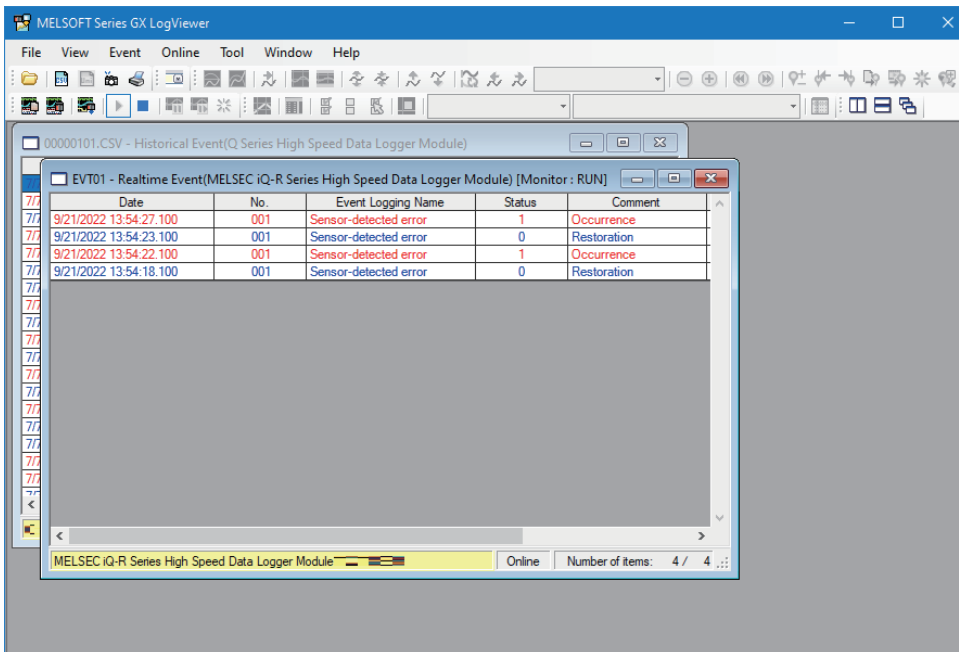 MELSOFT Series GX LogViewer
File View Event Online Tool Window Help
00000101.CSV - Historical Event(Q Series High Speed Data Logger Module)
EVT01 - Realtime Event(MELSEC iQ-R Series High Speed Data Logger Module) [Monitor : RUN]
Date No. Event Logging Name Status Comment
9/21/2022 13:54:27.100 001 Sensor-detected error 1 Occurrence
9/21/2022 13:54:23.100 001 Sensor-detected error 0 Restoration
9/21/2022 13:54:22.100 001 Sensor-detected error 1 Occurrence
9/21/2022 13:54:18.100 001 Sensor-detected error 0 Restoration
MELSEC iQ-R Series High Speed Data Logger Module Online Number of items: 4 / 4